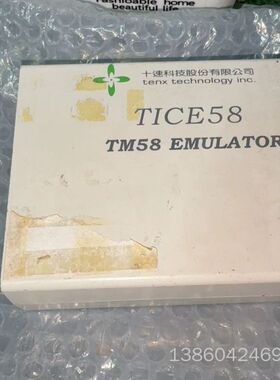 fashionable home
beautiful life
十速科技股份有限公司
tenx technology inc.
TICE58
TM58 EMULATOR
1386042469